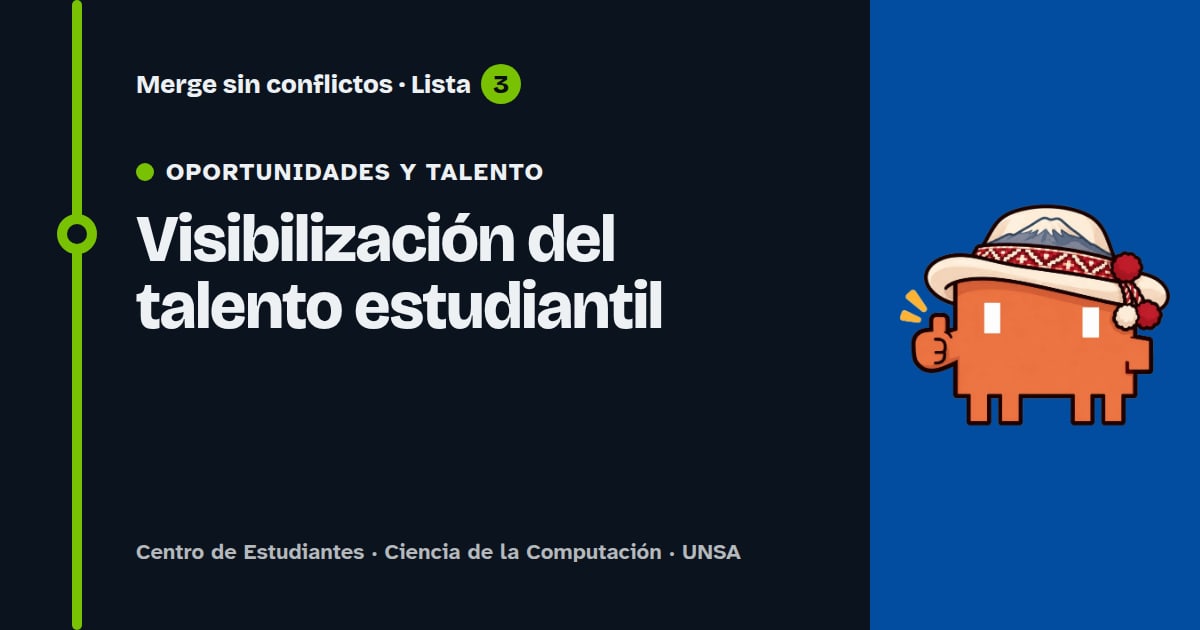 Merge sin conflictos · Lista 3
OPORTUNIDADES Y TALENTO
Visibilización del
talento estudiantil
Centro de Estudiantes · Ciencia de la Computación · UNSA